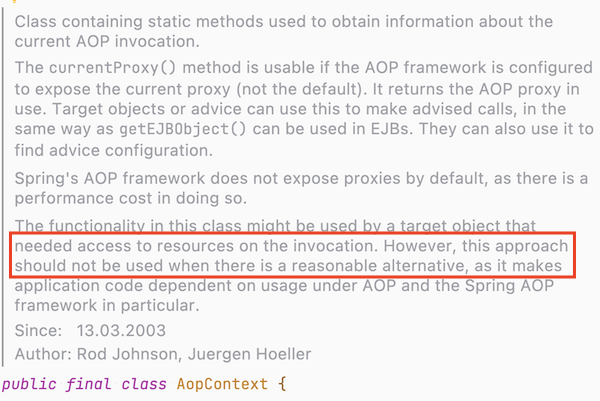 Class containing static methods used to obtain information about the
current AOP invocation.
The currentProxy() method is usable if the AOP framework is configured
to expose the current proxy (not the default). It returns the AOP proxy in
use. Target objects or advice can use this to make advised calls, in the
same way as getEJBObject() can be used in EJBs. They can also use it to
find advice configuration.
Spring's AOP framework does not expose proxies by default, as there is a
performance cost in doing so.
The functionality in this class might be used by a target object that
needed access to resources on the invocation. However, this approach
should not be used when there is a reasonable alternative, as it makes
application code dependent on usage under AOP and the Spring AOP
framework in particular.
Since: 13.03.2003
Author: Rod Johnson, Juergen Hoeller
public final class AopContext {